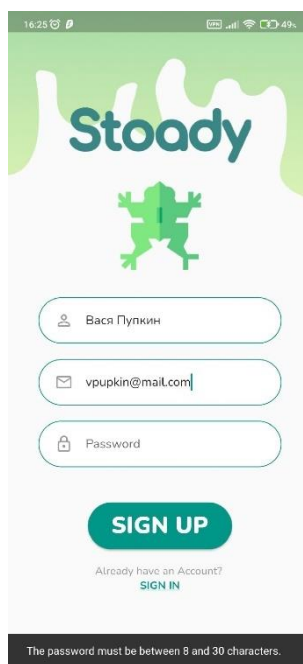 16:25
VPN 49%
Stoady
Вася Пупкин
vpupkin@mail.com
Password
SIGN UP
Already have an Account?
SIGN IN
The password must be between 8 and 30 characters.